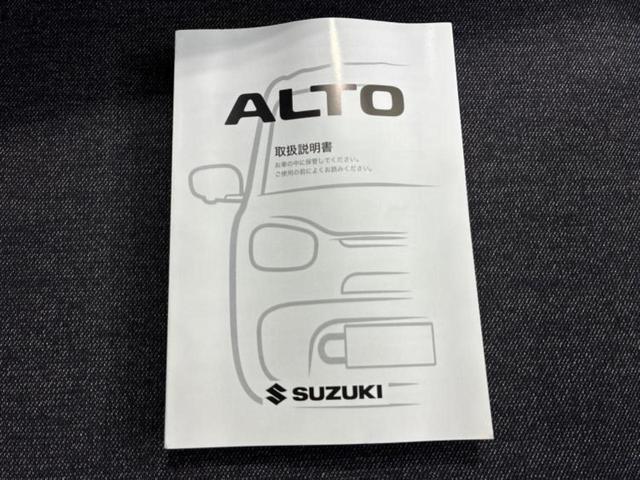 ALTO
取扱説明書
お車の中に保管してください。
ご使用の前によくお読みください。
SUZUKI